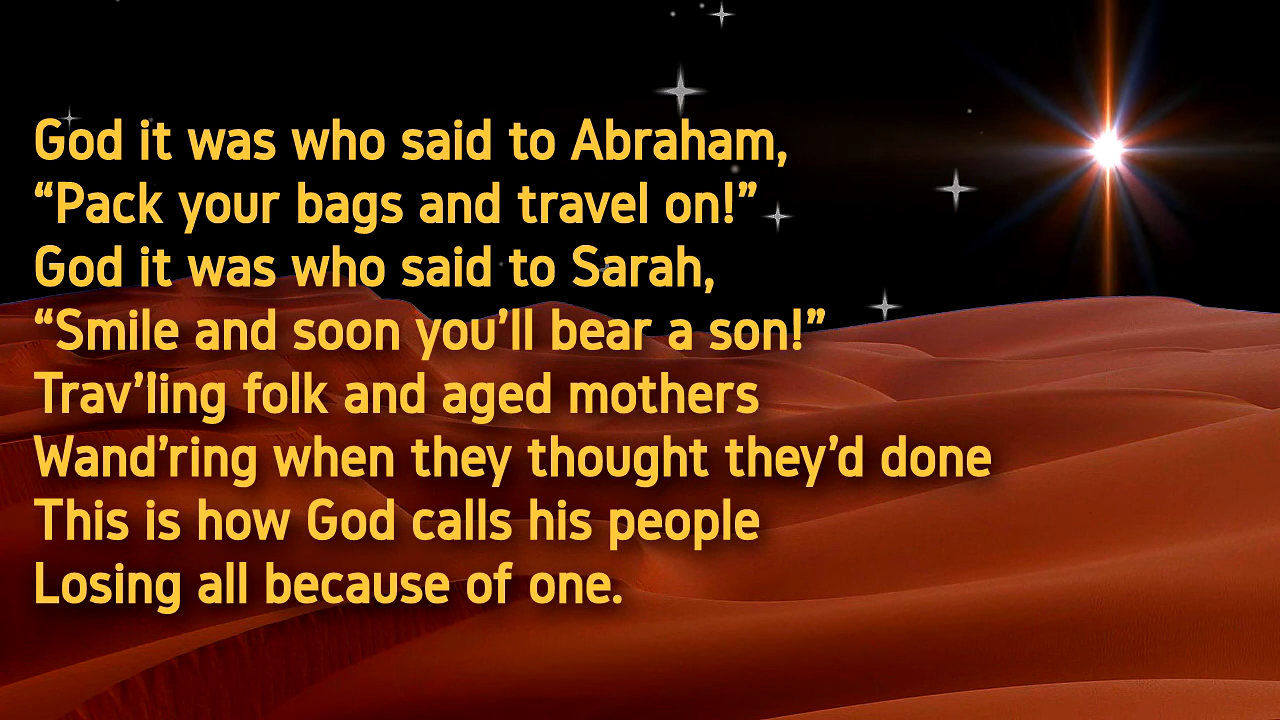 God it was who said to Abraham,
“Pack your bags and travel on!”
God it was who said to Sarah,
“Smile and soon you’ll bear a son!”
Trav’ling folk and aged mothers
Wand’ring when they thought they’d done
This is how God calls his people
Losing all because of one.